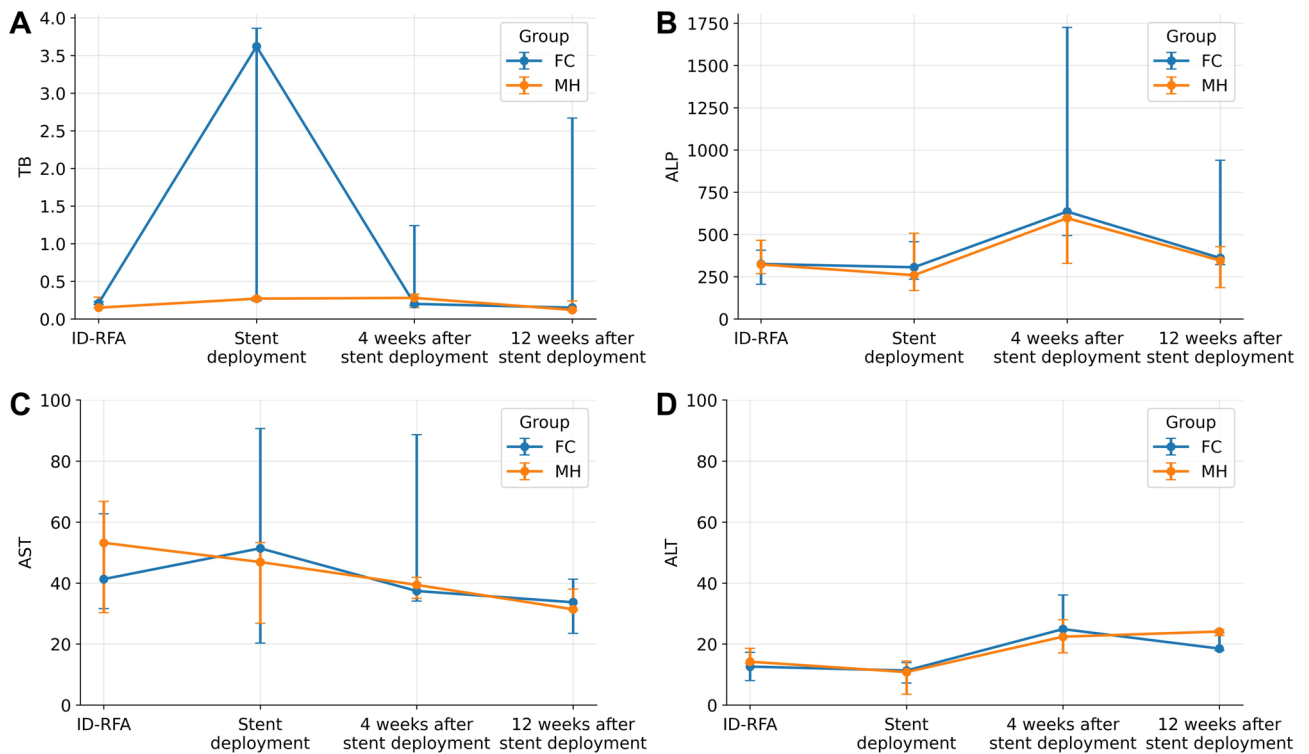 A
TB
4.0
3.5
3.0
2.5
2.0
1.5
1.0
0.5
0.0
Group
FC
MH
ID-RFA
Stent
deployment
4 weeks after
stent deployment
12 weeks after
stent deployment
B
ALP
1750
1500
1250
1000
750
500
250
0
Group
FC
MH
ID-RFA
Stent
deployment
4 weeks after
stent deployment
12 weeks after
stent deployment
C
AST
100
80
60
40
20
0
Group
FC
MH
ID-RFA
Stent
deployment
4 weeks after
stent deployment
12 weeks after
stent deployment
D
ALT
100
80
60
40
20
0
Group
FC
MH
ID-RFA
Stent
deployment
4 weeks after
stent deployment
12 weeks after
stent deployment